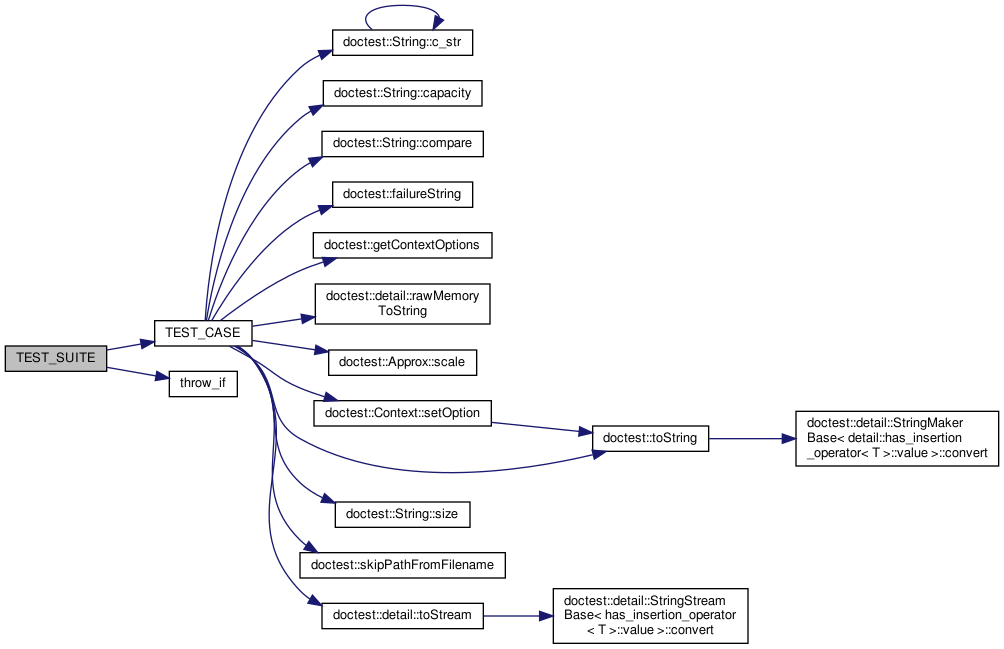 doctest::String::c_str
doctest::String::capacity
doctest::String::compare
doctest::failureString
doctest::getContextOptions
doctest::detail::rawMemory
ToString
TEST_CASE
TEST_SUITE
doctest::Approx::scale
throw_if
doctest::Context::setOption
doctest::toString
doctest::detail::StringMaker
Base< detail::has_insertion
_operator< T >::value >::convert
doctest::String::size
doctest::skipPathFromFilename
doctest::detail::toStream
doctest::detail::StringStream
Base< has_insertion_operator
< T >::value >::convert